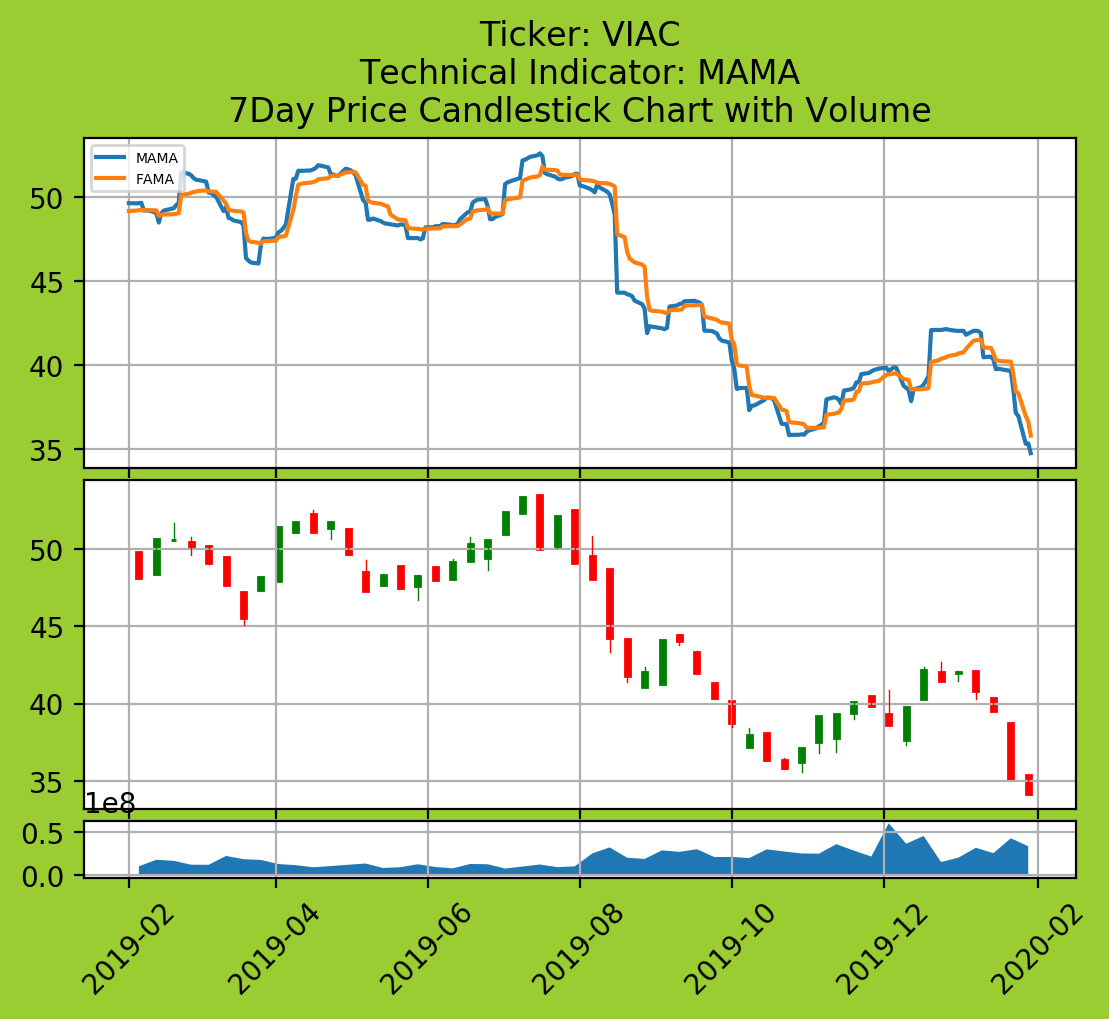 Ticker: VIAC
Technical Indicator: MAMA
7Day Price Candlestick Chart with Volume
MAMA
FAMA
50
45
40
35
50
45
40
35
1e8
0.5
0.0
2019-02
2019-04
2019-06
2019-08
2019-10
2019-12
2020-02